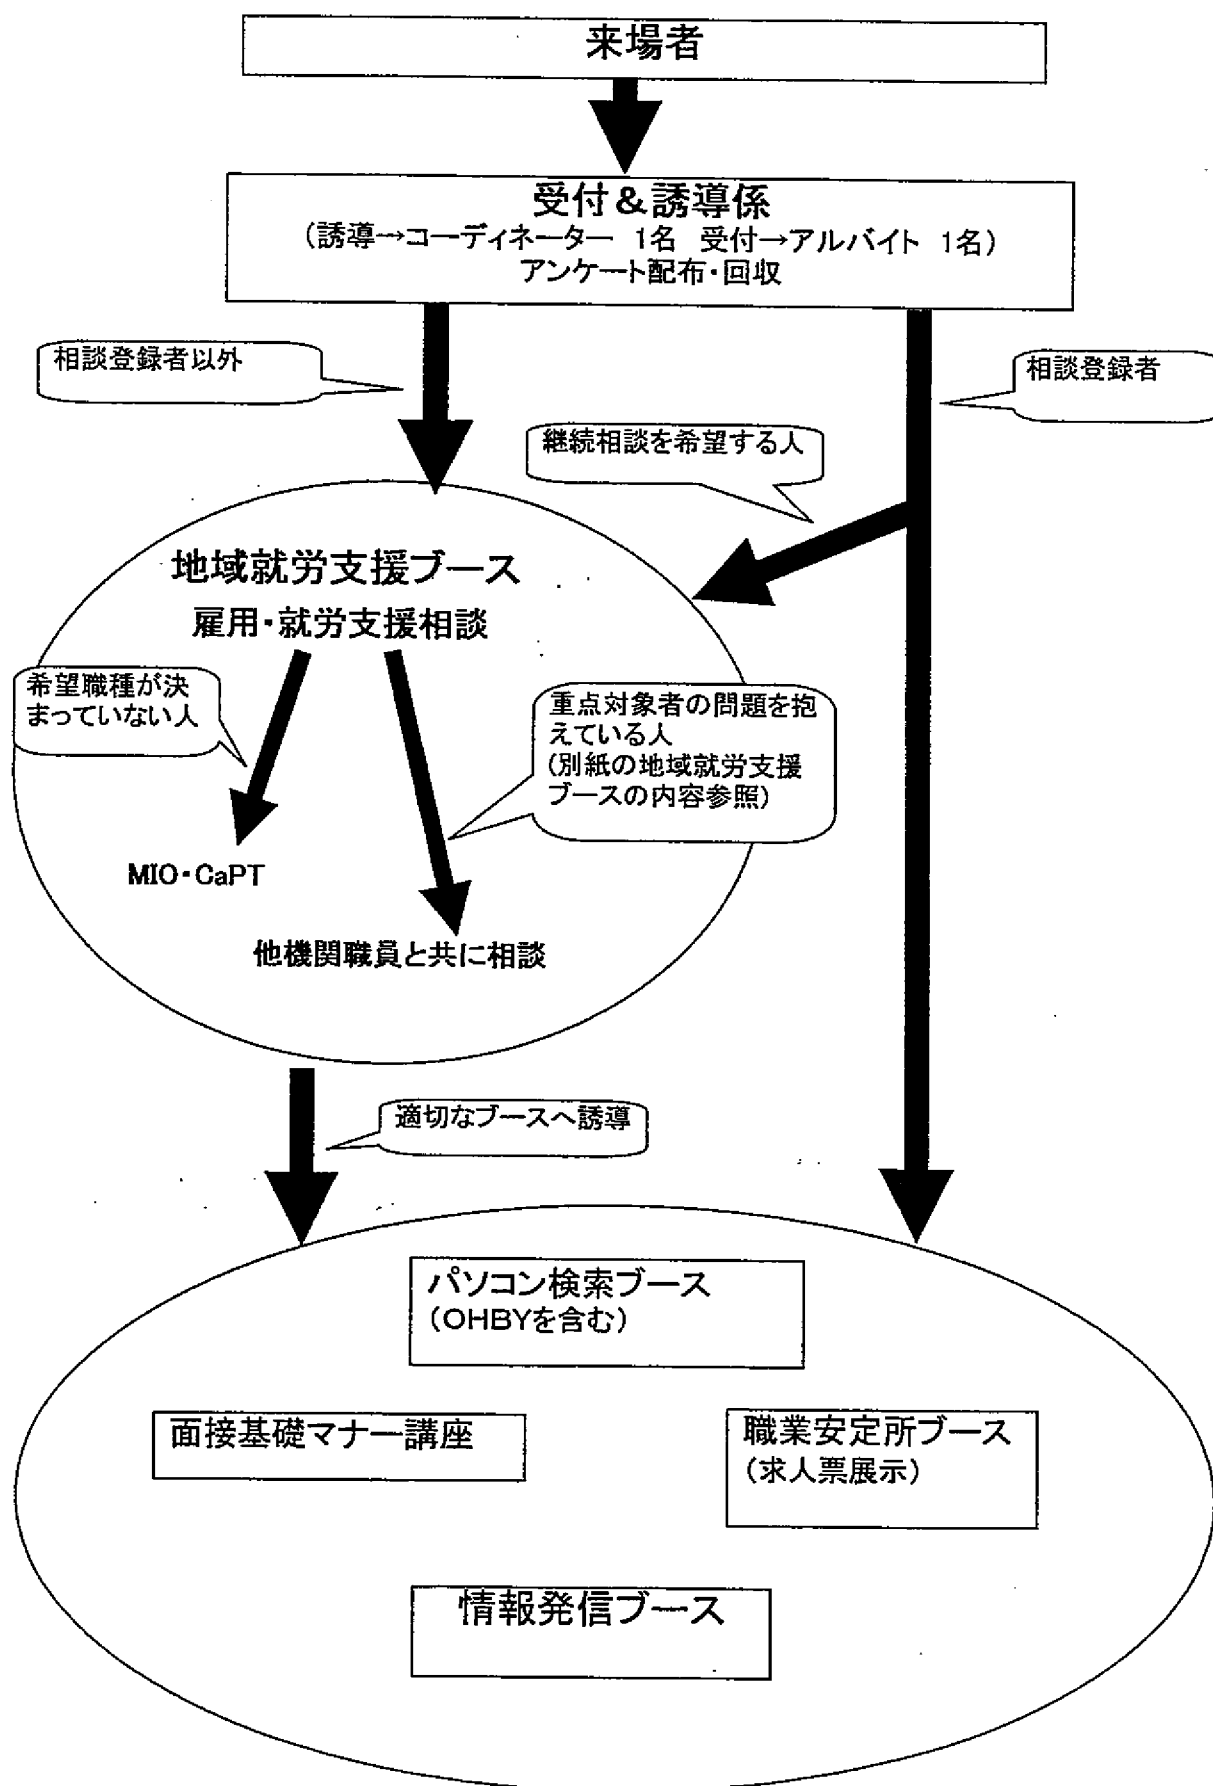 来場者
受付＆誘導係
（誘導→コーディネーター　1名　受付→アルバイト　1名）
アンケート配布・回収
相談登録者以外
相談登録者
継続相談を希望する人
地域就労支援ブース
雇用・就労支援相談
希望職種が決
まっていない人
重点対象者の問題を抱
えている人
（別紙の地域就労支援
ブースの内容参照）
MIO・CaPT
他機関職員と共に相談
適切なブースへ誘導
パソコン検索ブース
（OHBYを含む）
面接基礎マナー講座
職業安定所ブース
（求人票展示）
情報発信ブース